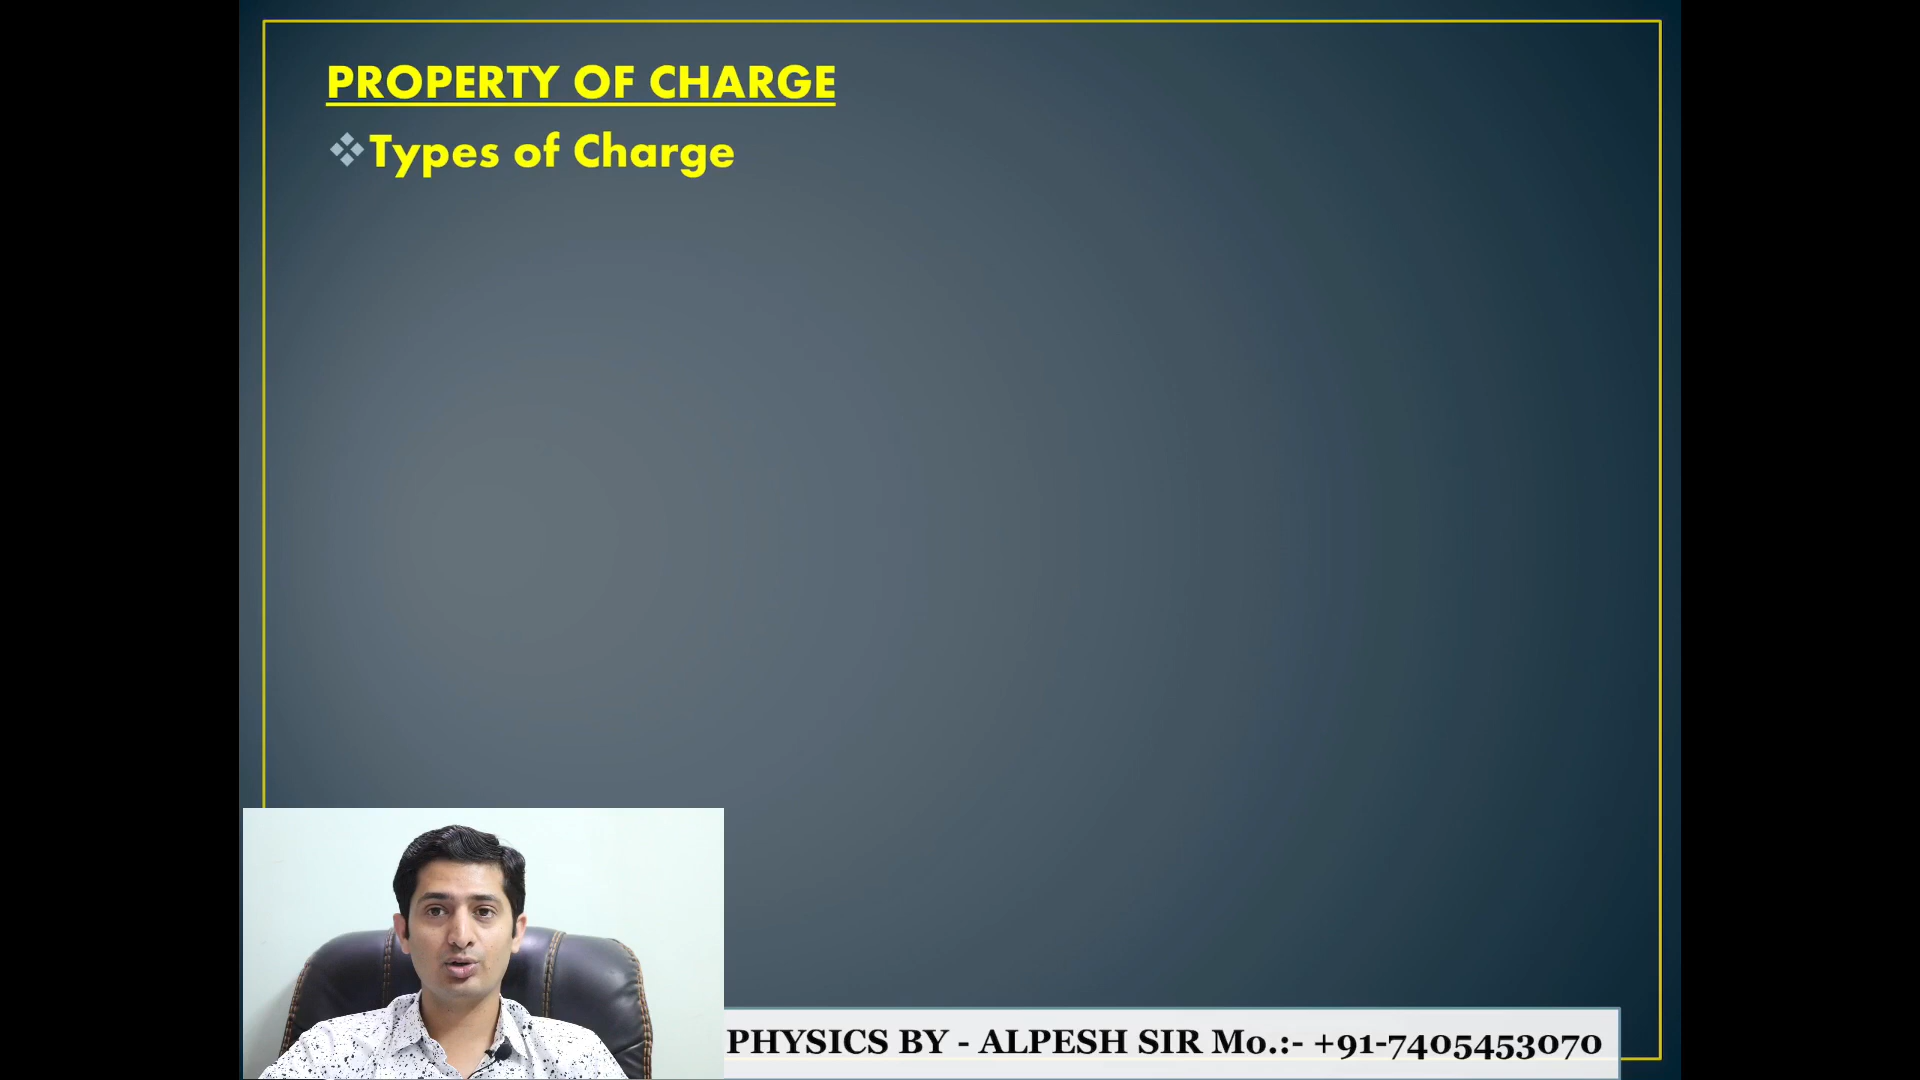 PROPERTY OF CHARGE
Types of Charge
PHYSICS BY - ALPESH SIR Mo.:- +91-7405453070